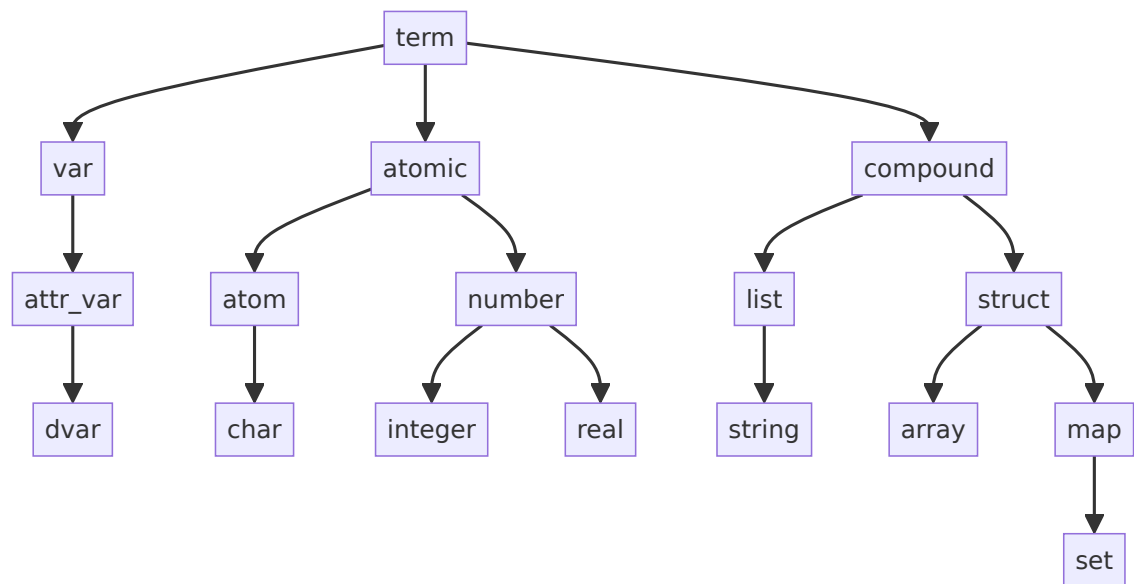 term
var
atomic
compound
attr_var
atom
number
list
struct
dvar
char
integer
real
string
array
map
set